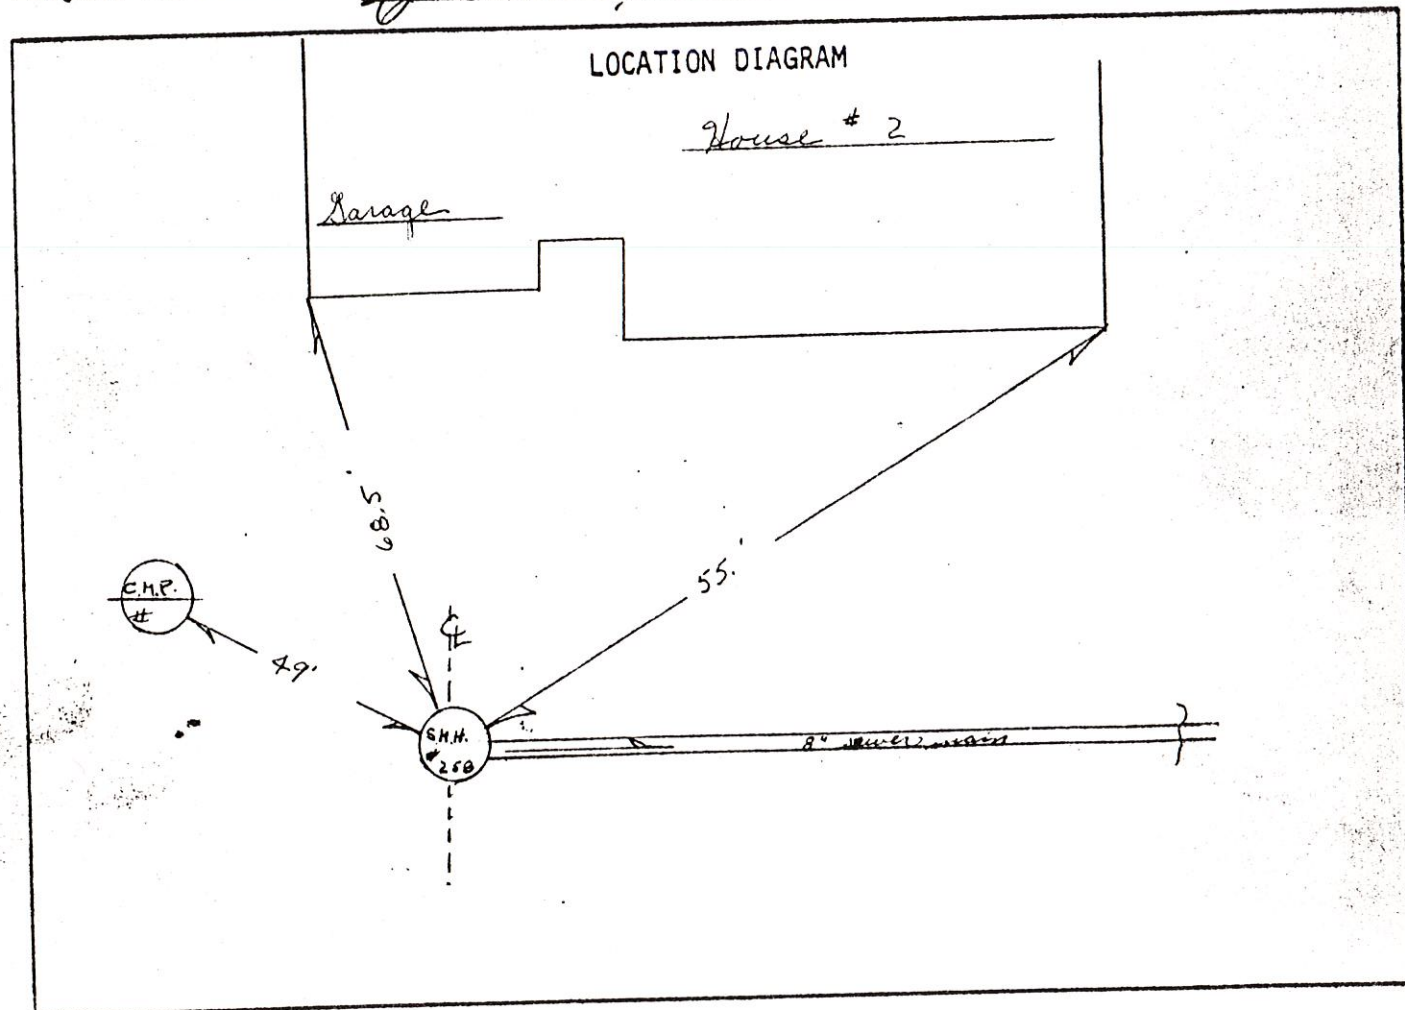 LOCATION DIAGRAM
House # 2
Garage
68.5'
55.'
C.M.P.
#
49.
℄
S.M.H.
# 258
8" sewer main